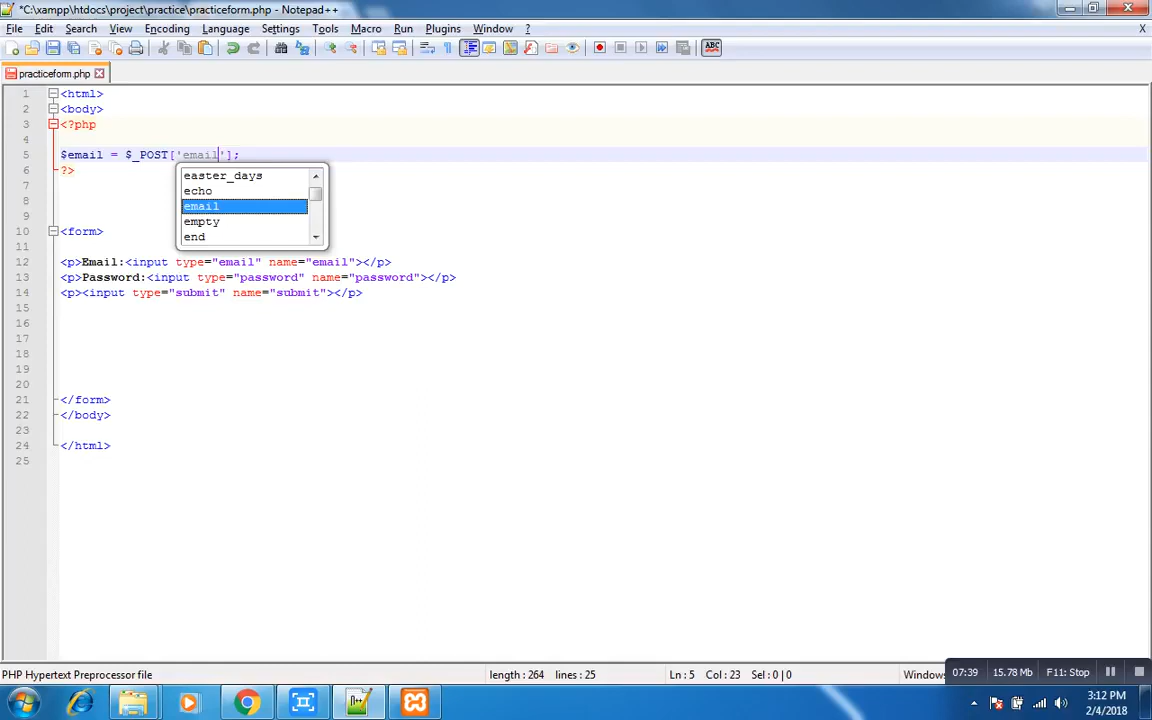 *C:\xampp\htdocs\project\practice\practiceform.php - Notepad++
File Edit Search View Encoding Language Settings Tools Macro Run Plugins Window ? X
ABC
practiceform.php
1 <html>
2 <body>
3 <?php
4
5 $email = $_POST['email'];
6 ?>
easter_days
echo
email
empty
end
7
8
9
10 <form>
11
12 <p>Email:<input type="email" name="email"></p>
13 <p>Password:<input type="password" name="password"></p>
14 <p><input type="submit" name="submit"></p>
15
16
17
18
19
20
21 </form>
22 </body>
23
24 </html>
25
PHP Hypertext Preprocessor file length : 264 lines : 25 Ln : 5 Col : 23 Sel : 0 | 0 Windows
07:39 15.78 Mb F11: Stop
3:12 PM
2/4/2018